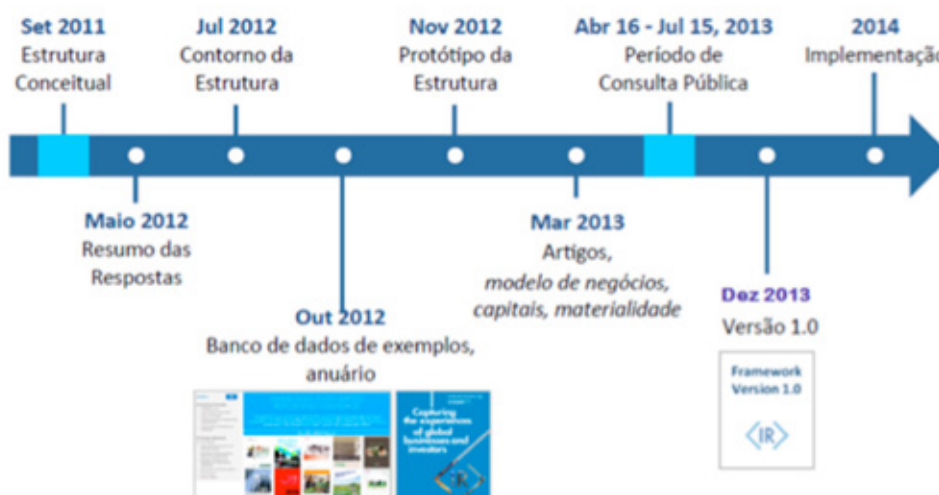 Set 2011
Estrutura
Conceitual
Jul 2012
Contorno da
Estrutura
Nov 2012
Protótipo da
Estrutura
Abr 16 - Jul 15, 2013
Período de
Consulta Pública
2014
Implementação
Maio 2012
Resumo das
Respostas
Out 2012
Banco de dados de exemplos,
anuário
Mar 2013
Artigos,
modelo de negócios,
capitais, materialidade
Dez 2013
Versão 1.0
Framework
Version 1.0
<IR>
Capturing
the experiences
of global
businesses and
investors
<IR>